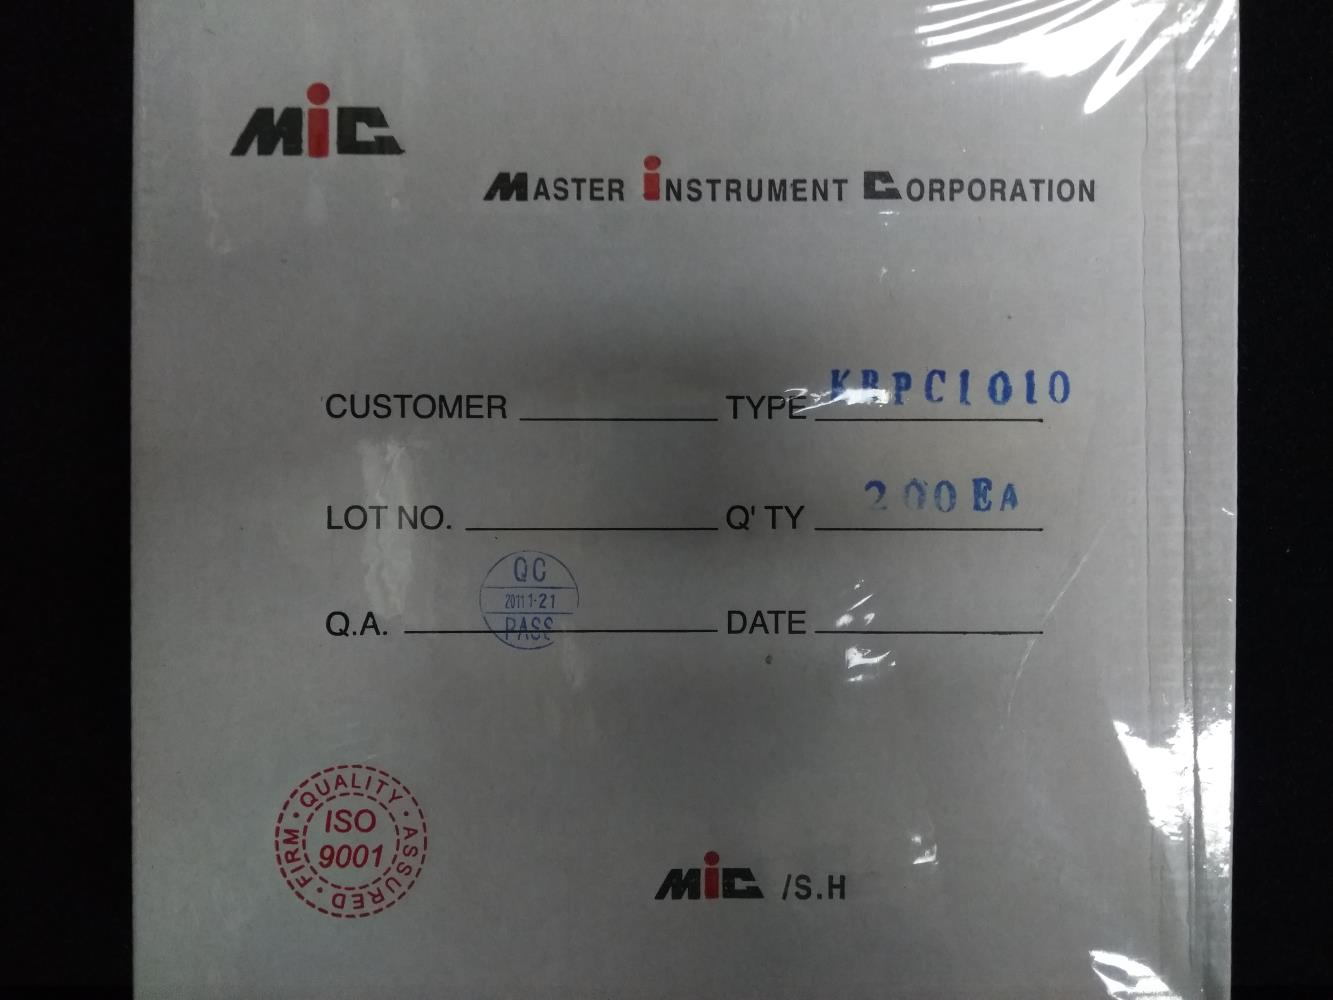 MiC
MASTER iNSTRUMENT CORPORATION
CUSTOMER TYPE KBPC1010
LOT NO. Q' TY 200EA
QC
2011 1-21
PASS
Q.A. DATE
FIRM · QUALITY · ASSURED ·
ISO
9001
MiC /S.H